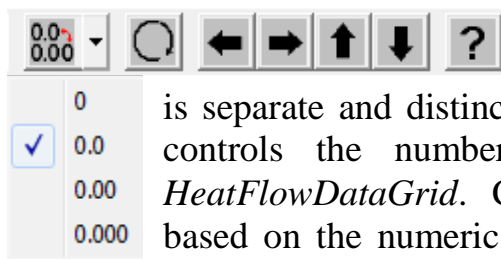 0.0
0.00
?
0
is separate and distinc
0.0
controls the number
0.00
HeatFlowDataGrid.
0.000
based on the numeric